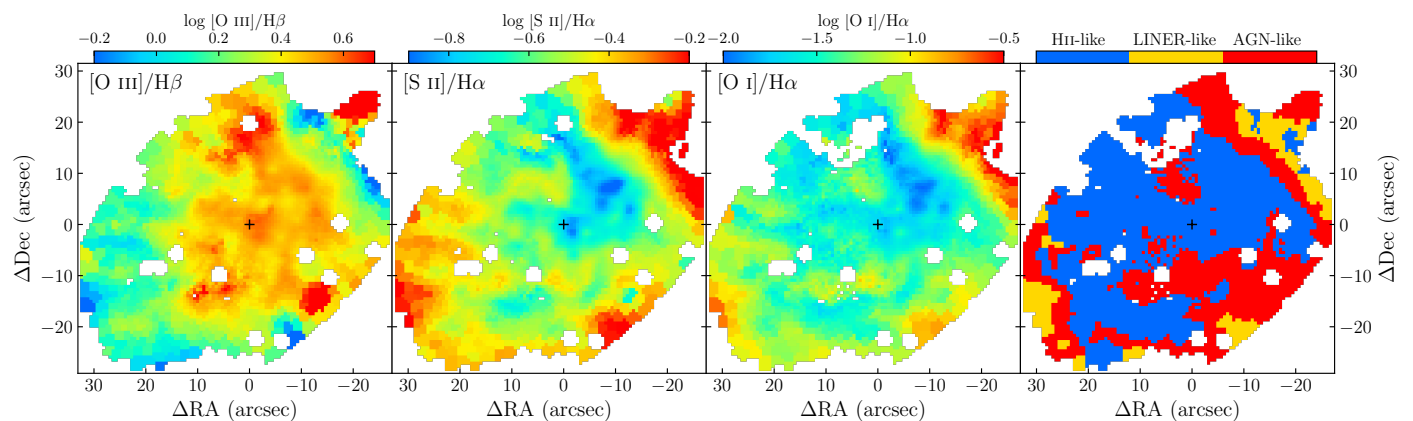 log [O III]/Hβ
log [S II]/Hα
log [O I]/Hα
−0.2 0.0 0.2 0.4 0.6
−0.8 −0.6 −0.4 −0.2
−2.0 −1.5 −1.0 −0.5
HII-like LINER-like AGN-like
[O III]/Hβ
[S II]/Hα
[O I]/Hα
30
20
10
0
−10
−20
ΔDec (arcsec)
30
20
10
0
−10
−20
ΔDec (arcsec)
30 20 10 0 −10 −20
30 20 10 0 −10 −20
30 20 10 0 −10 −20
30 20 10 0 −10 −20
ΔRA (arcsec)
ΔRA (arcsec)
ΔRA (arcsec)
ΔRA (arcsec)